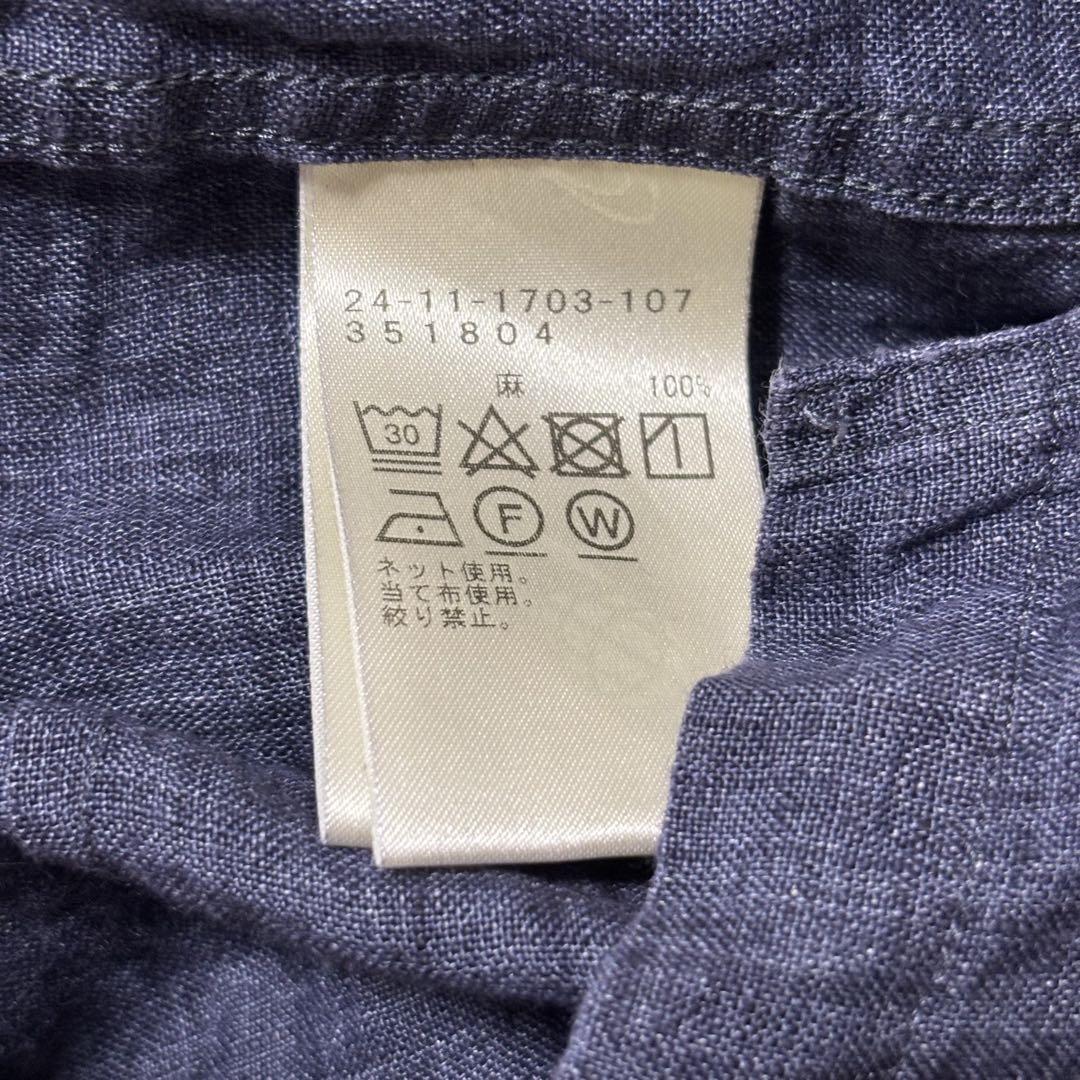 24-11-1703-107
351804
麻 100%
30
F W
ネット使用。
当て布使用。
絞り禁止。